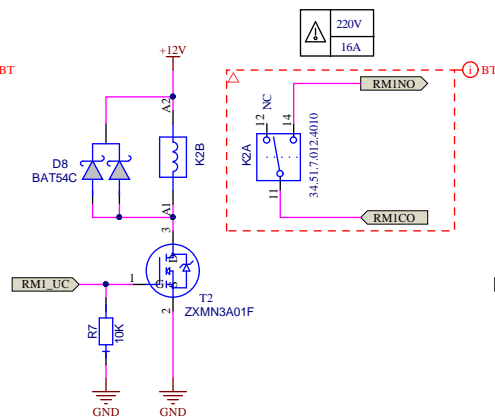 220V
16A
+12V
BT
i
BT
RM1NO
A2
12
NC
14
K2B
K2A
34.51.7.012.4010
D8
BAT54C
11
A1
RM1CO
3
D
RM1_UC
1
G
S
T2
ZXMN3A01F
2
R7
10K
GND
GND